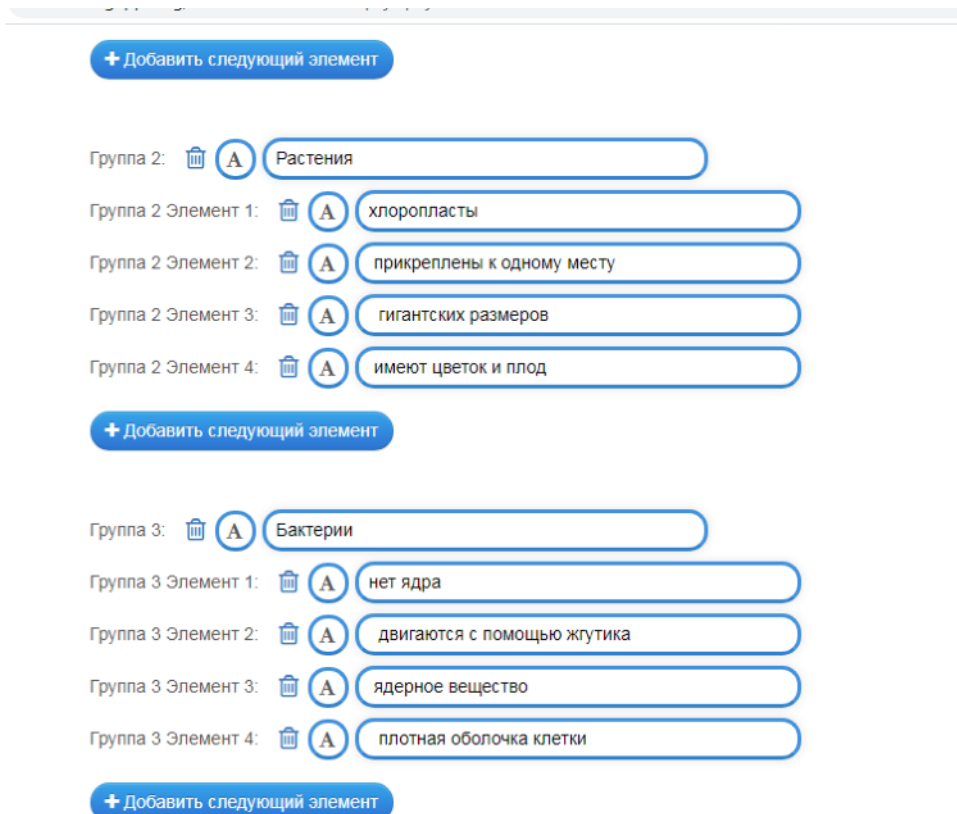 + Добавить следующий элемент
Группа 2: A Растения
Группа 2 Элемент 1: A хлоропласты
Группа 2 Элемент 2: A прикреплены к одному месту
Группа 2 Элемент 3: A гигантских размеров
Группа 2 Элемент 4: A имеют цветок и плод
+ Добавить следующий элемент
Группа 3: A Бактерии
Группа 3 Элемент 1: A нет ядра
Группа 3 Элемент 2: A двигаются с помощью жгутика
Группа 3 Элемент 3: A ядерное вещество
Группа 3 Элемент 4: A плотная оболочка клетки
+ Добавить следующий элемент